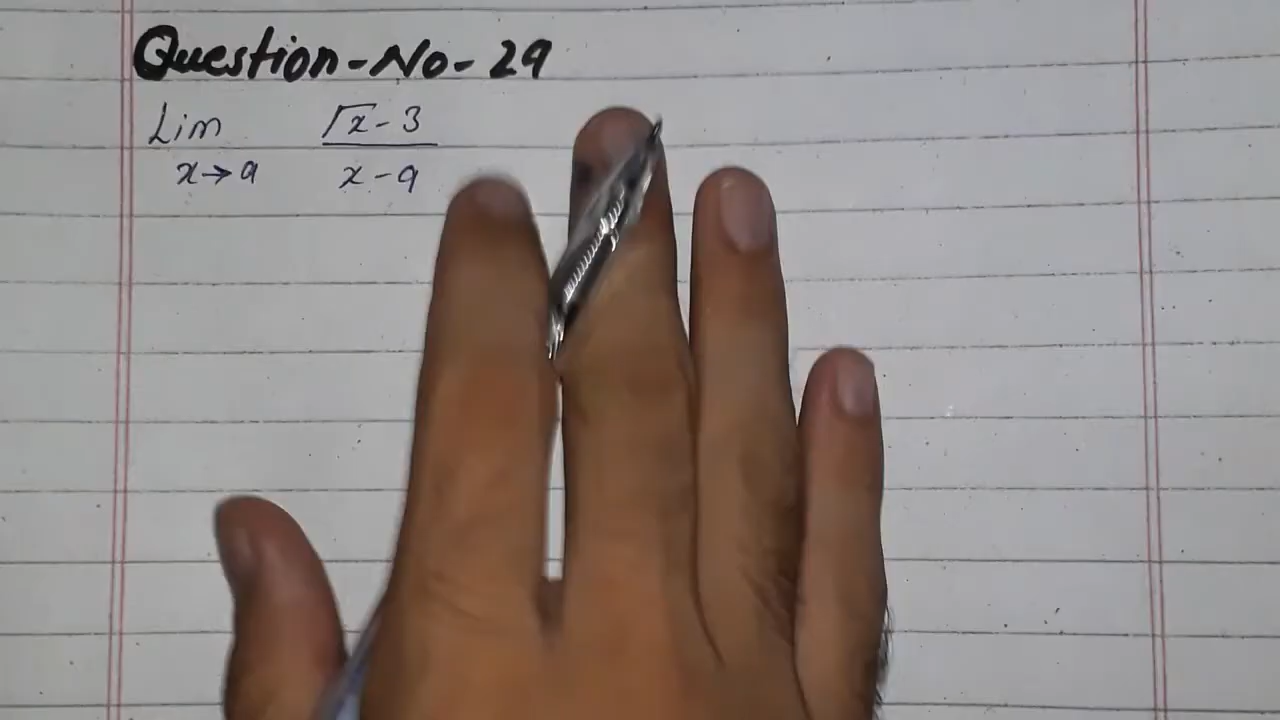 Question-No-29
Lim x→9 √x-3 / x-9